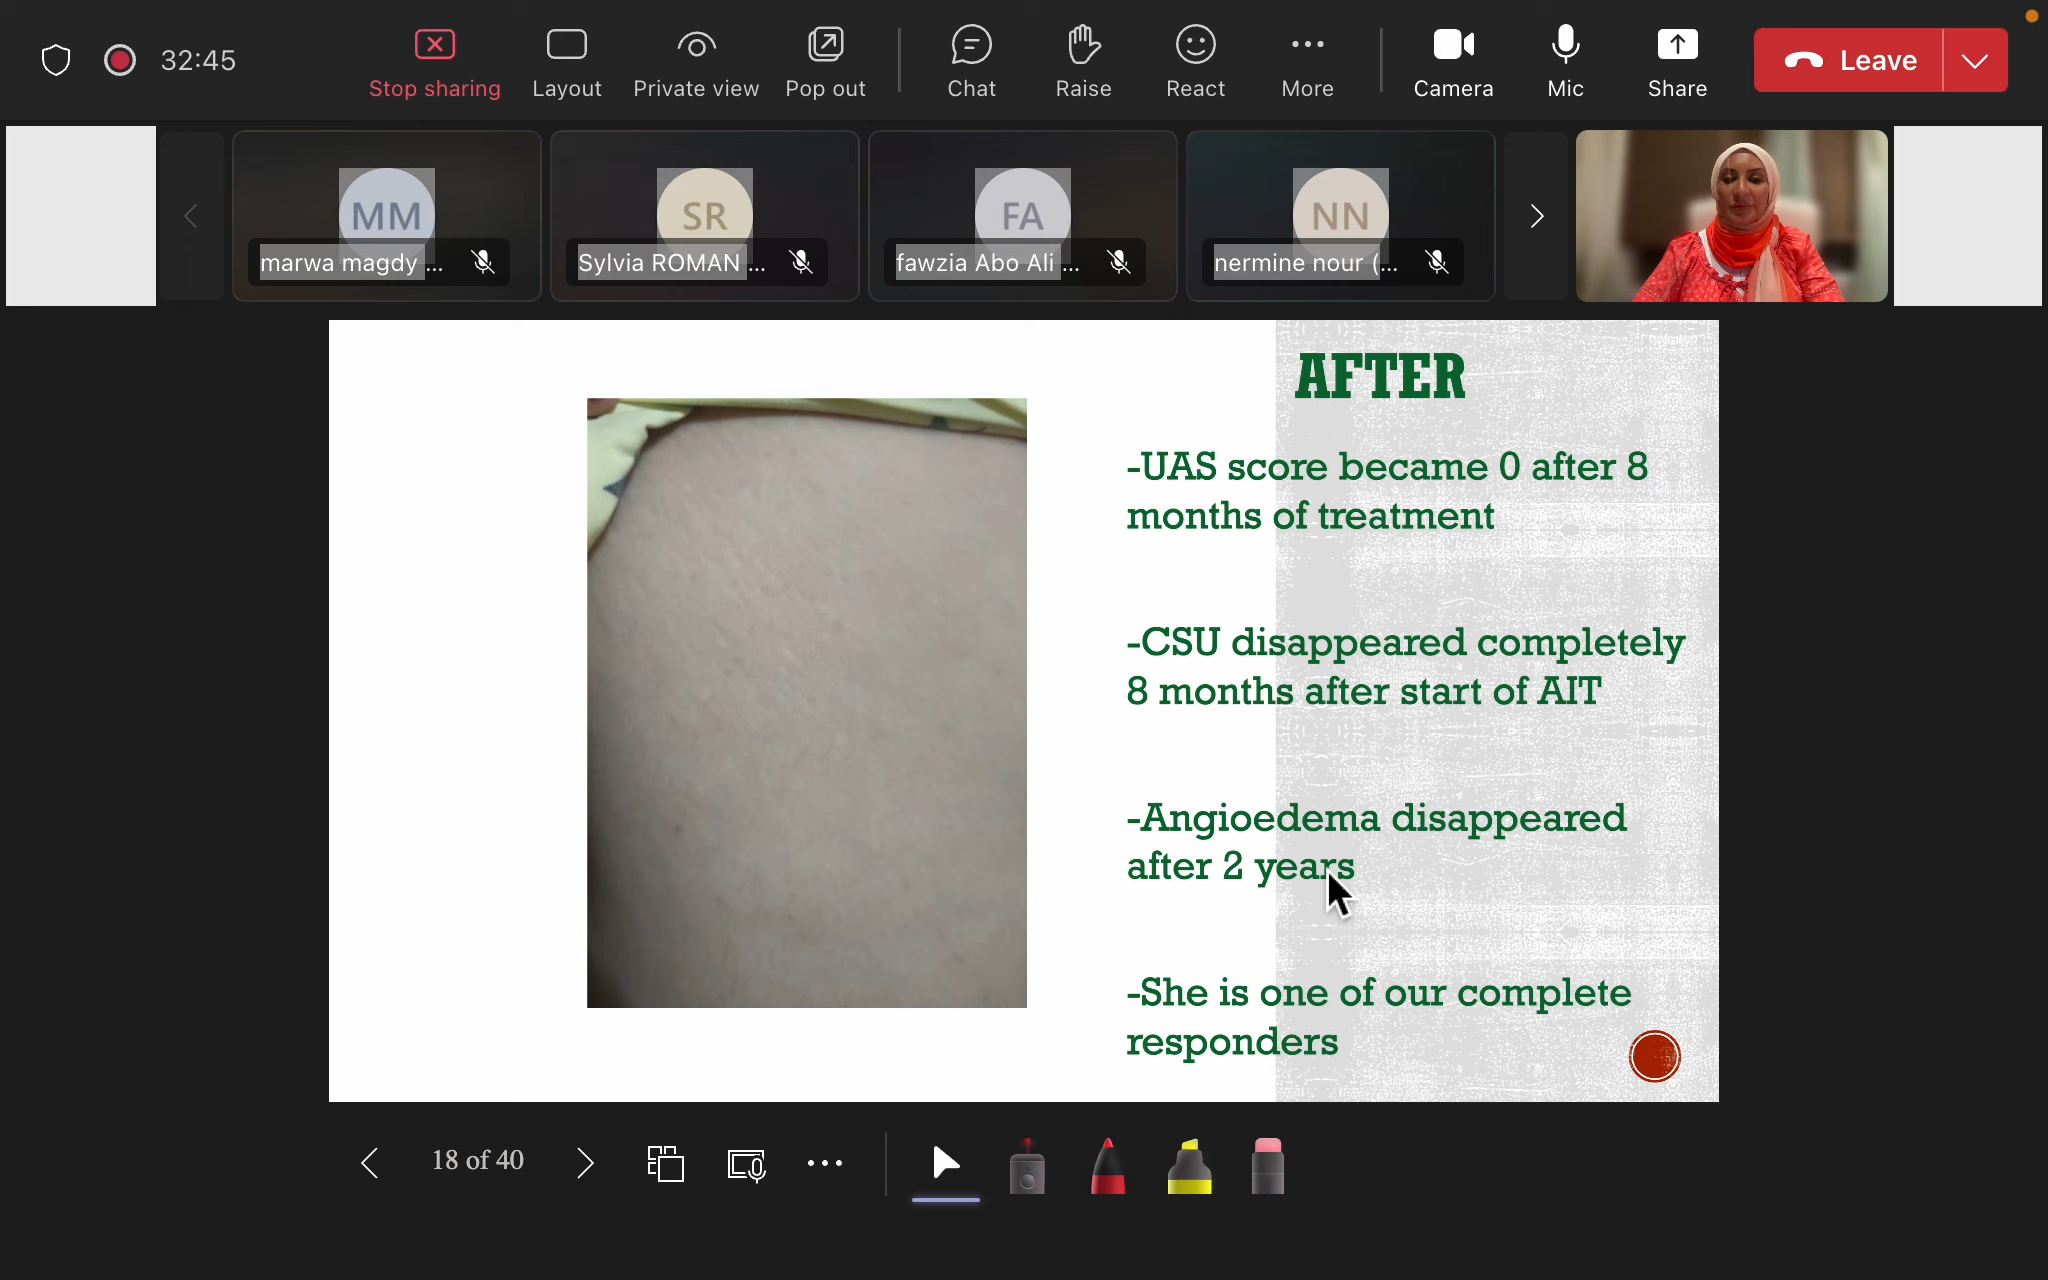 32:45
Stop sharing
Layout
Private view
Pop out
Chat
Raise
React
More
Camera
Mic
Share
Leave
MM
marwa magdy ...
SR
Sylvia ROMAN ...
FA
fawzia Abo Ali ...
NN
nermine nour (...
AFTER
-UAS score became 0 after 8
months of treatment
-CSU disappeared completely
8 months after start of AIT
-Angioedema disappeared
after 2 years
-She is one of our complete
responders
18 of 40